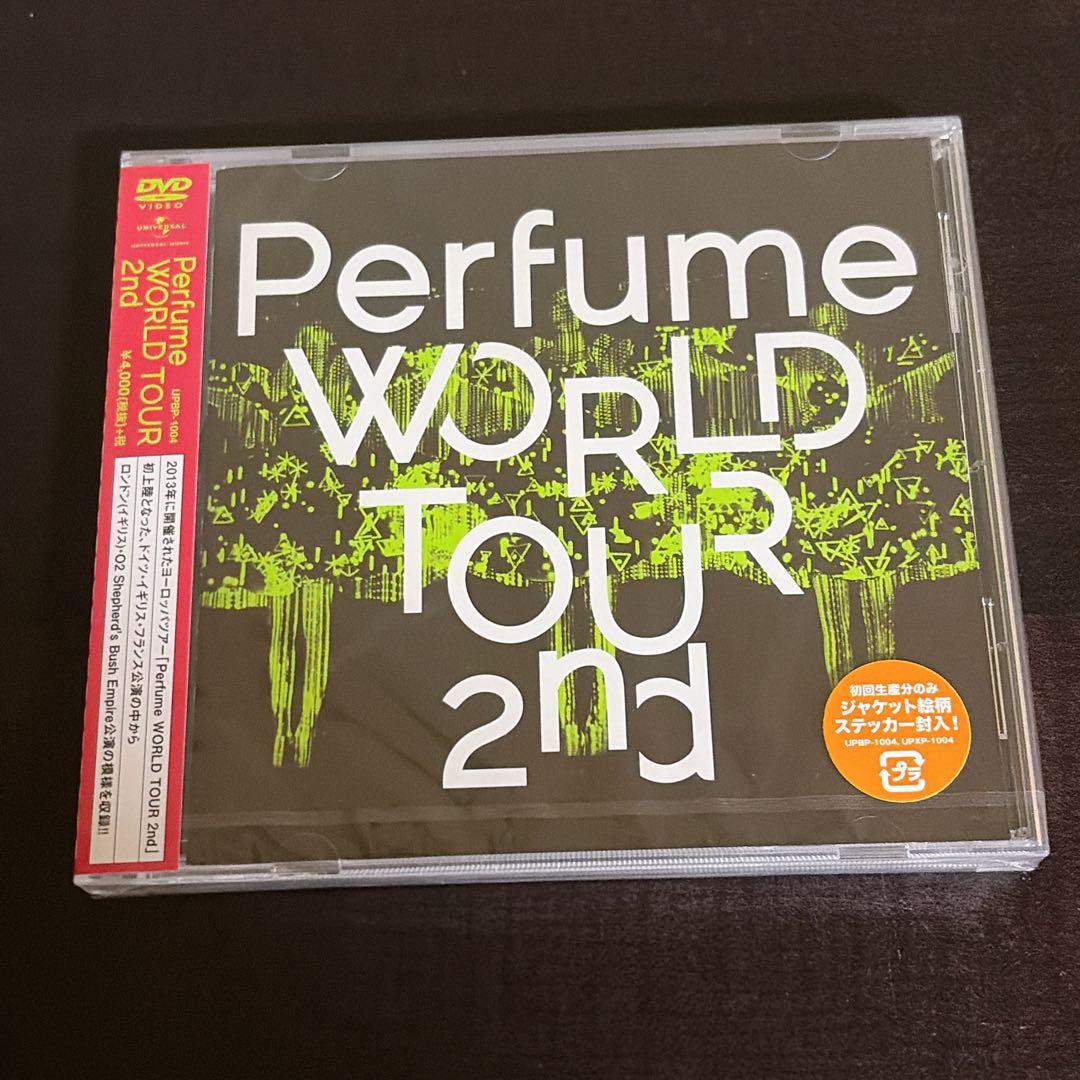 DVD
VIDEO
UNIVERSAL
UNIVERSAL MUSIC
Perfume
WORLD TOUR
2nd
UPBP-1004
¥4,000(税抜)+税
2013年に開催されたヨーロッパツアー「Perfume WORLD TOUR 2nd」
初上陸となった、ドイツ・イギリス・フランス公演の中から
ロンドン(イギリス)・O2 Shepherd's Bush Empire公演の模様を収録!!
Perfume
WORLD
TOUR
2nd
初回生産分のみ
ジャケット絵柄
ステッカー封入!
UPBP-1004, UPXP-1004
プラ